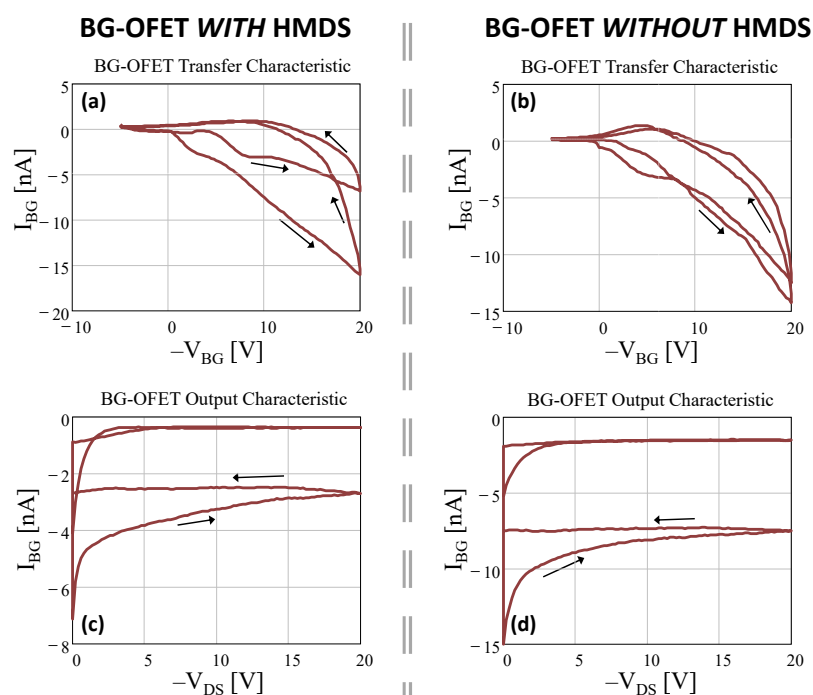 BG-OFET WITH HMDS
BG-OFET Transfer Characteristic
(a)
5
0
−5
−10
−15
−20
−10
0
10
20
I_BG [nA]
−V_BG [V]
BG-OFET Output Characteristic
(c)
0
−2
−4
−6
−8
0
5
10
15
20
I_BG [nA]
−V_DS [V]
BG-OFET WITHOUT HMDS
BG-OFET Transfer Characteristic
(b)
5
0
−5
−10
−15
−10
0
10
20
I_BG [nA]
−V_BG [V]
BG-OFET Output Characteristic
(d)
0
−5
−10
−15
0
5
10
15
20
I_BG [nA]
−V_DS [V]